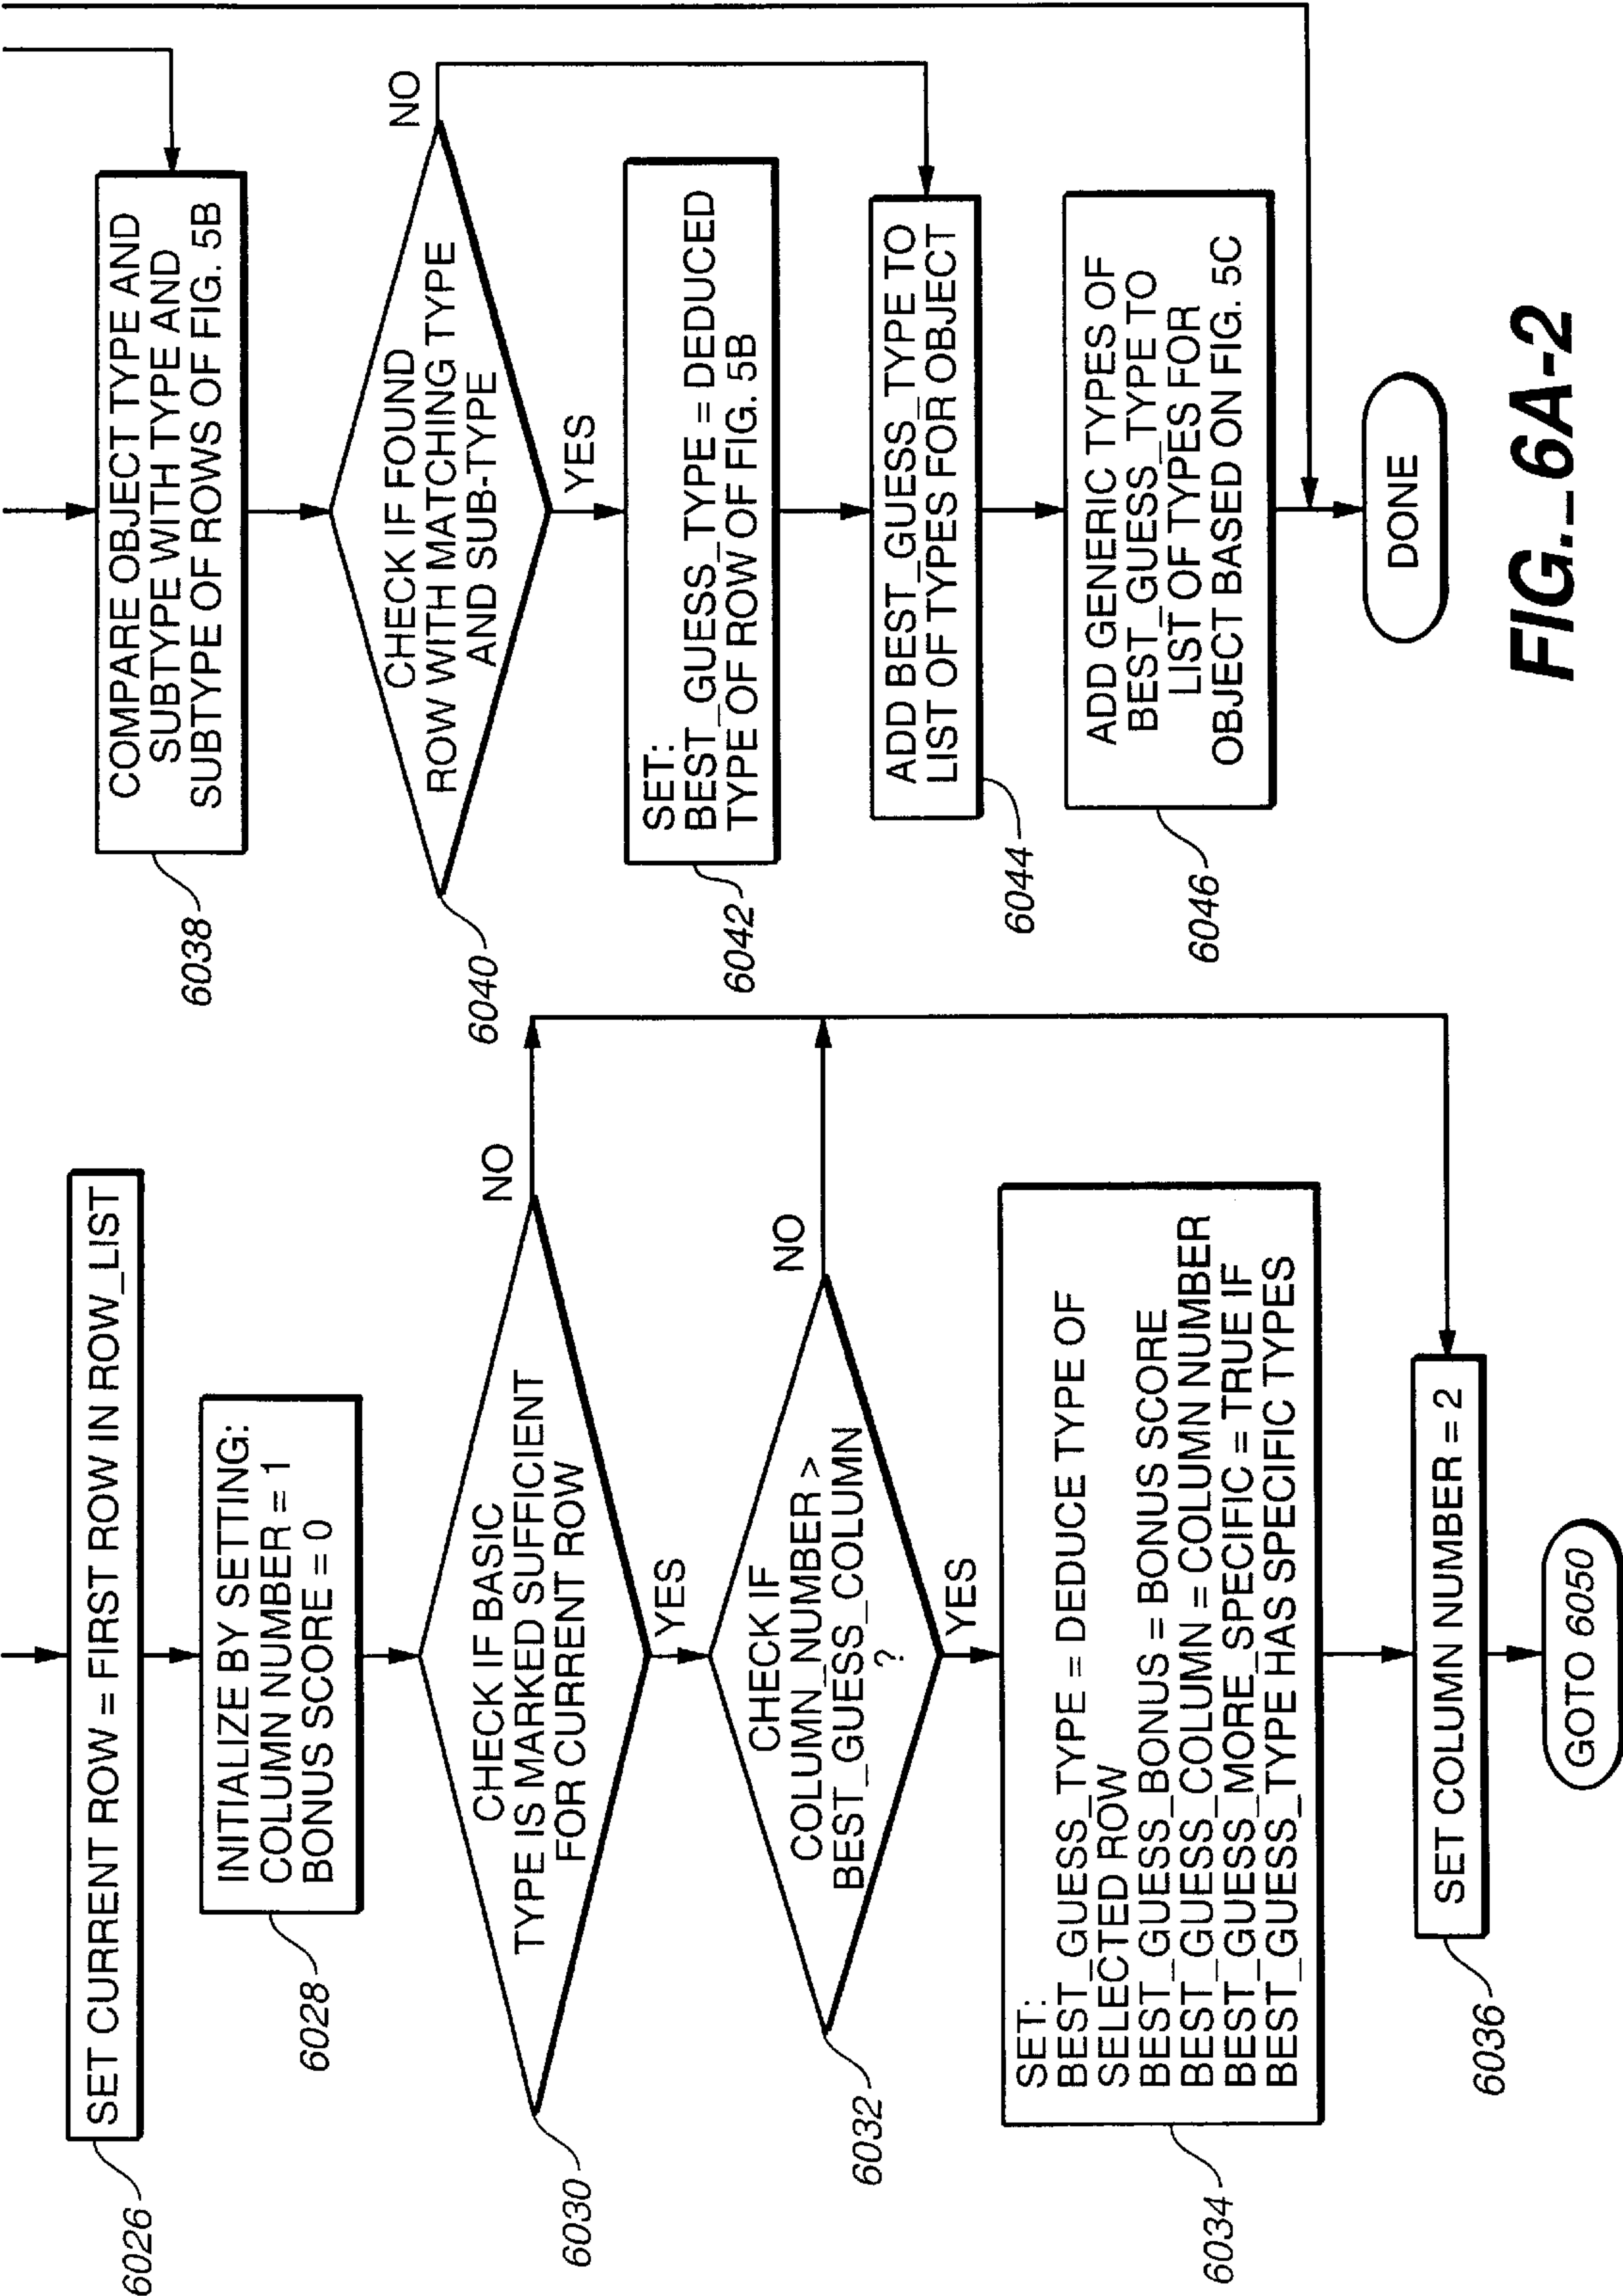 SET CURRENT ROW = FIRST ROW IN ROW_LIST
6026
INITIALIZE BY SETTING:
COLUMN NUMBER = 1
BONUS SCORE = 0
6028
CHECK IF BASIC
TYPE IS MARKED SUFFICIENT
FOR CURRENT ROW
NO
YES
6030
CHECK IF
COLUMN_NUMBER >
BEST_GUESS_COLUMN
?
NO
YES
6032
SET:
BEST_GUESS_TYPE = DEDUCE TYPE OF
SELECTED ROW
BEST_GUESS_BONUS = BONUS SCORE
BEST_GUESS_COLUMN = COLUMN NUMBER
BEST_GUESS_MORE_SPECIFIC = TRUE IF
BEST_GUESS_TYPE HAS SPECIFIC TYPES
6034
SET COLUMN NUMBER = 2
6036
GOTO 6050
COMPARE OBJECT TYPE AND
SUBTYPE WITH TYPE AND
SUBTYPE OF ROWS OF FIG. 5B
6038
CHECK IF FOUND
ROW WITH MATCHING TYPE
AND SUB-TYPE
NO
YES
6040
SET:
BEST_GUESS_TYPE = DEDUCED
TYPE OF ROW OF FIG. 5B
6042
ADD BEST_GUESS_TYPE TO
LIST OF TYPES FOR OBJECT
6044
ADD GENERIC TYPES OF
BEST_GUESS_TYPE TO
LIST OF TYPES FOR
OBJECT BASED ON FIG. 5C
6046
DONE
FIG._6A-2